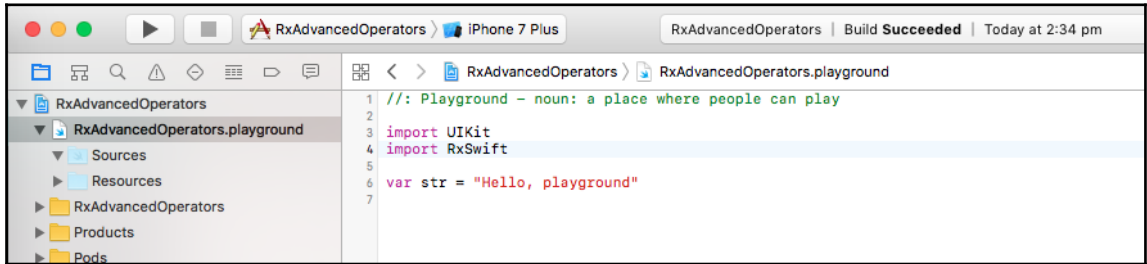 RxAdvancedOperators 〉 iPhone 7 Plus
RxAdvancedOperators | Build Succeeded | Today at 2:34 pm
RxAdvancedOperators 〉 RxAdvancedOperators.playground
RxAdvancedOperators
RxAdvancedOperators.playground
Sources
Resources
RxAdvancedOperators
Products
Pods
1 //: Playground - noun: a place where people can play
2
3 import UIKit
4 import RxSwift
5
6 var str = "Hello, playground"
7